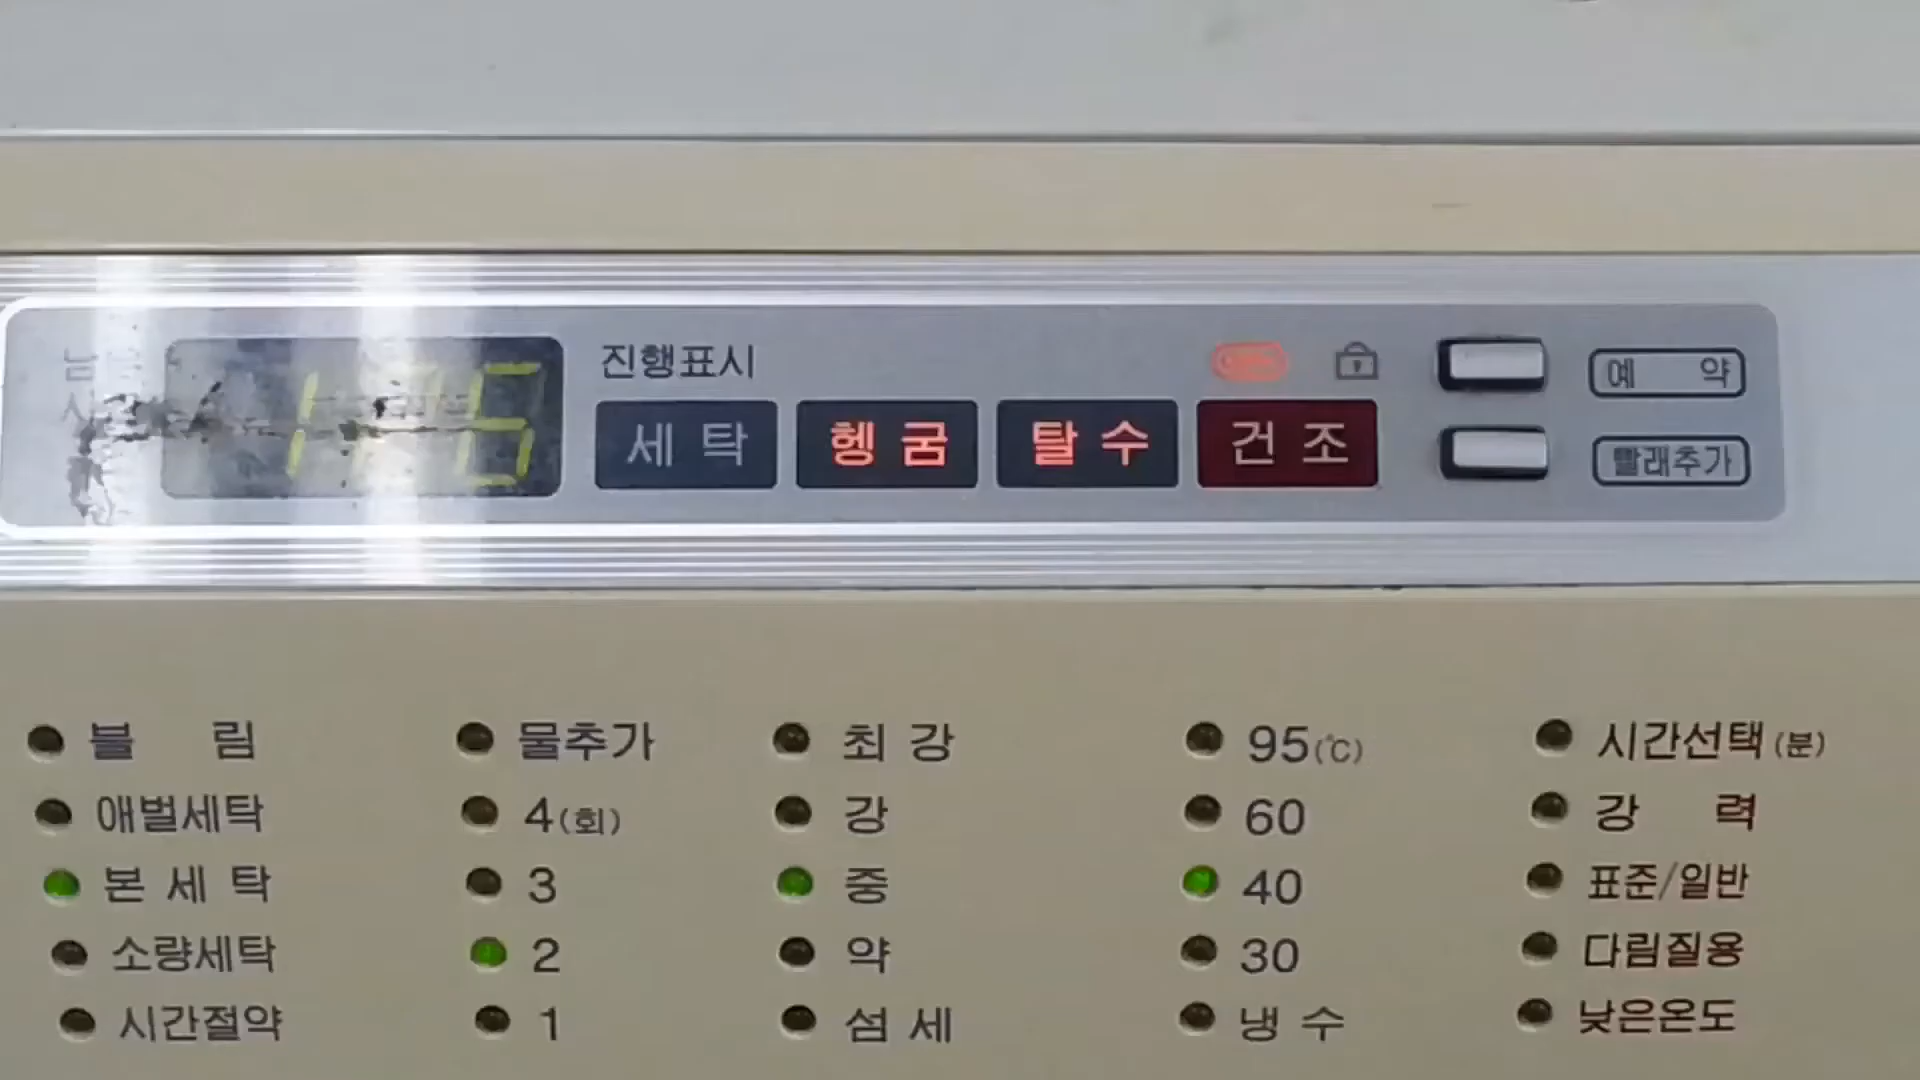 진행표시
세탁 헹굼 탈수 건조
예 약
빨래추가
불 림
애벌세탁
본세탁
소량세탁
시간절약
물추가
4(회)
3
2
1
최강
강
중
약
섬세
95(℃)
60
40
30
냉수
시간선택(분)
강 력
표준/일반
다림질용
낮은온도